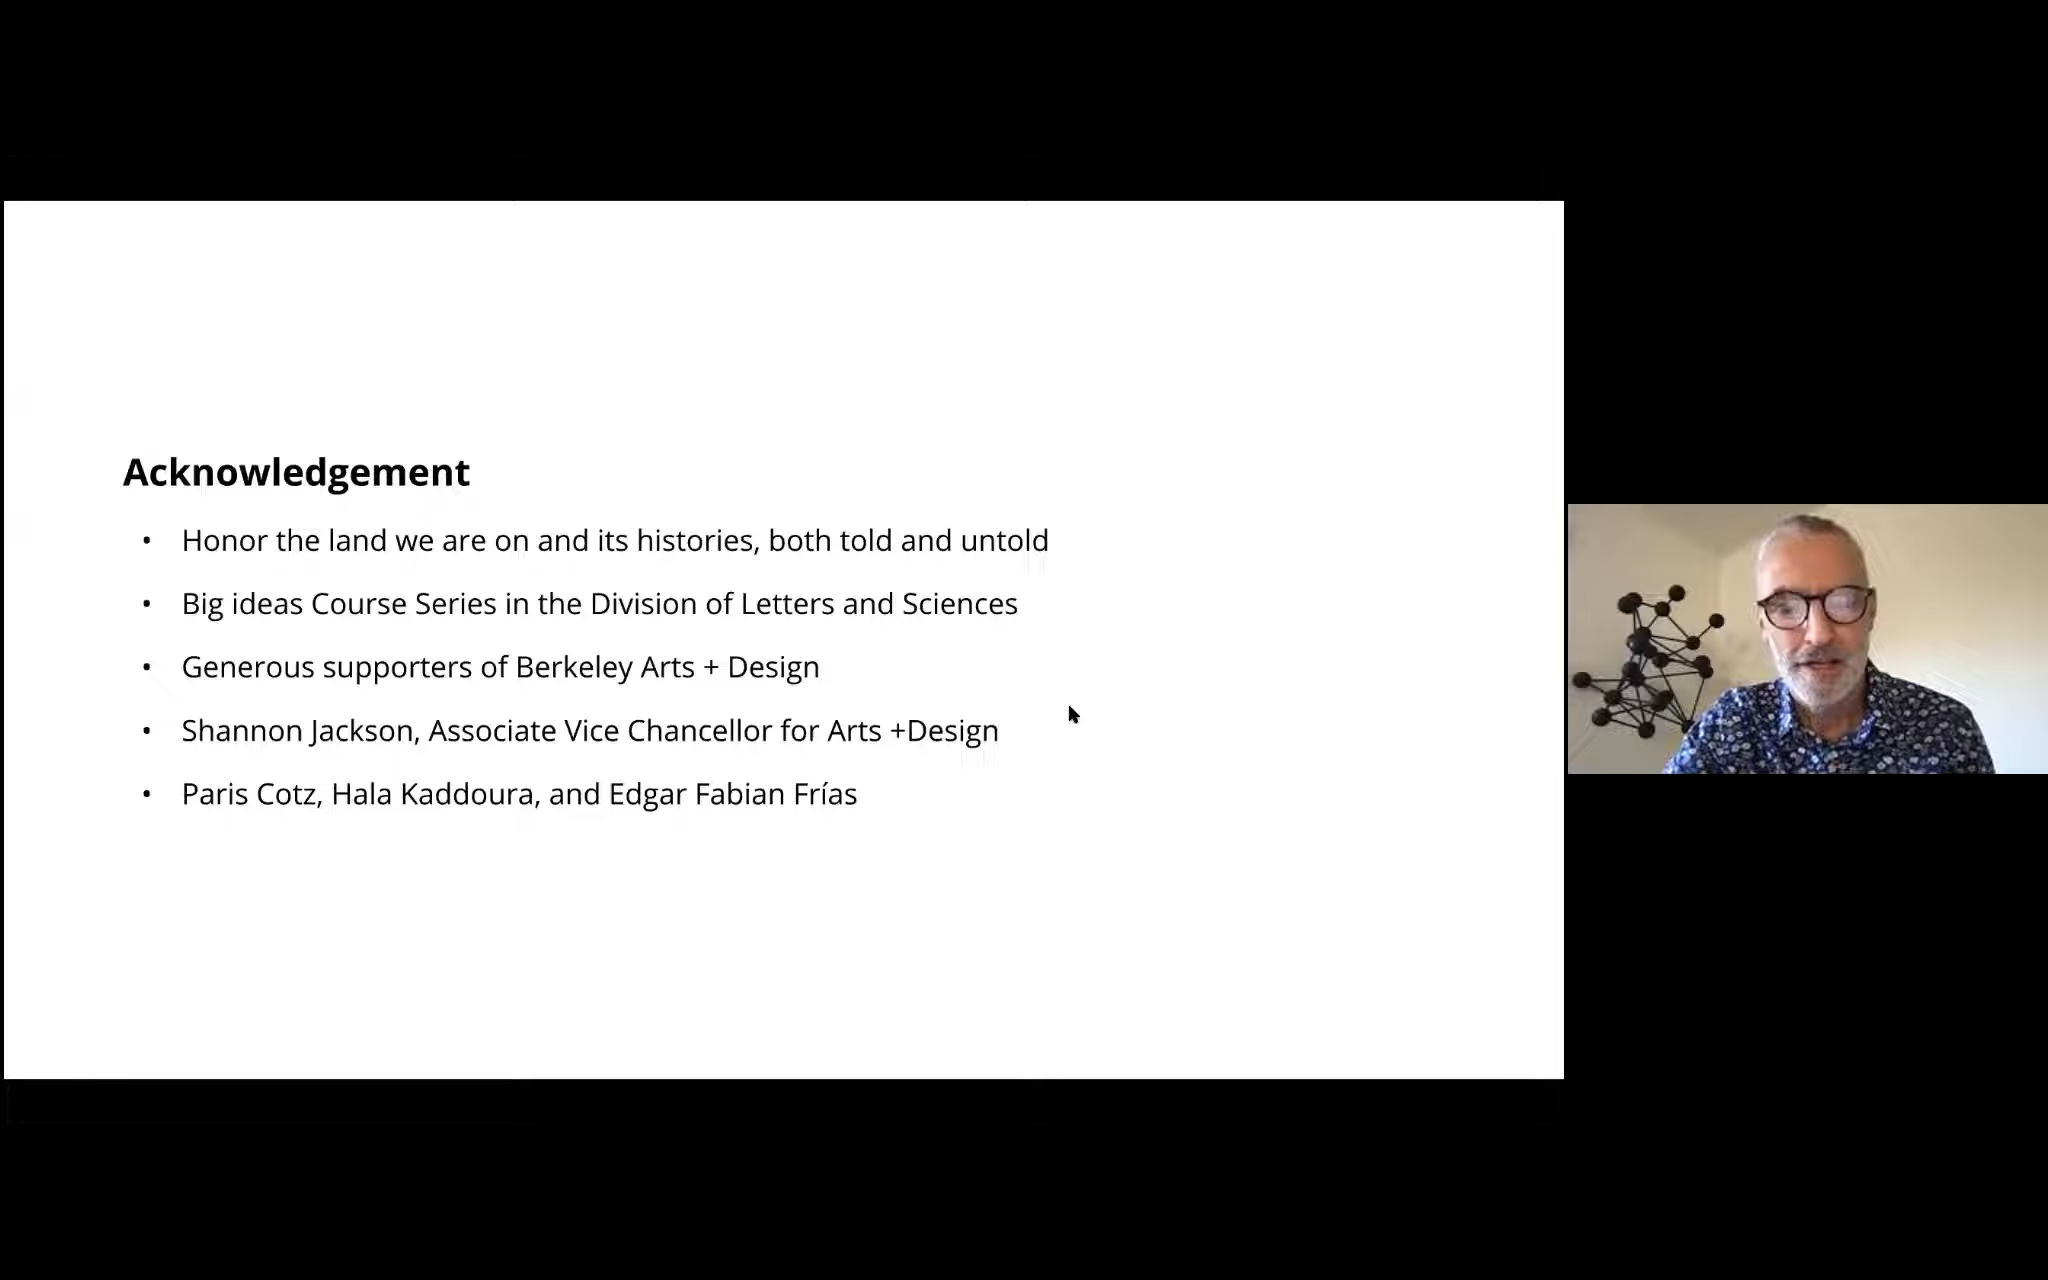 Acknowledgement
• Honor the land we are on and its histories, both told and untold
• Big ideas Course Series in the Division of Letters and Sciences
• Generous supporters of Berkeley Arts + Design
• Shannon Jackson, Associate Vice Chancellor for Arts +Design
• Paris Cotz, Hala Kaddoura, and Edgar Fabian Frías